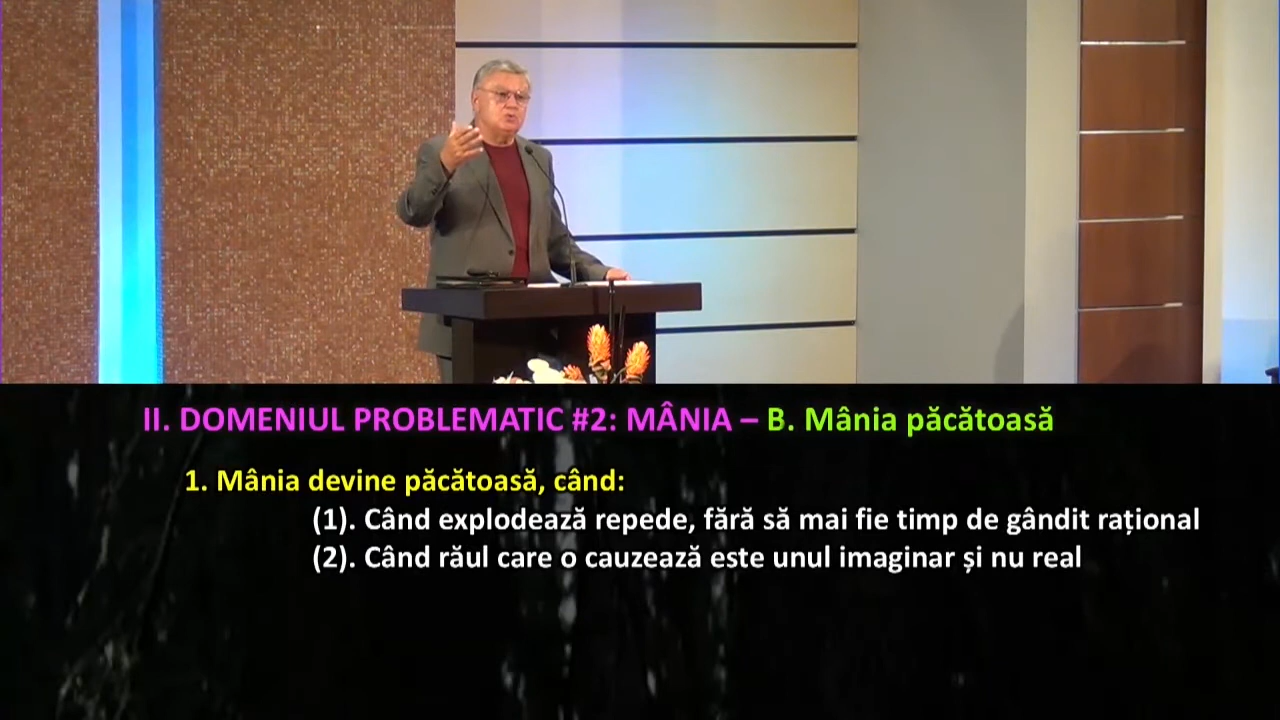 II. DOMENIUL PROBLEMATIC #2: MÂNIA – B. Mânia păcătoasă
1. Mânia devine păcătoasă, când:
(1). Când explodează repede, fără să mai fie timp de gândit rațional
(2). Când răul care o cauzează este unul imaginar și nu real